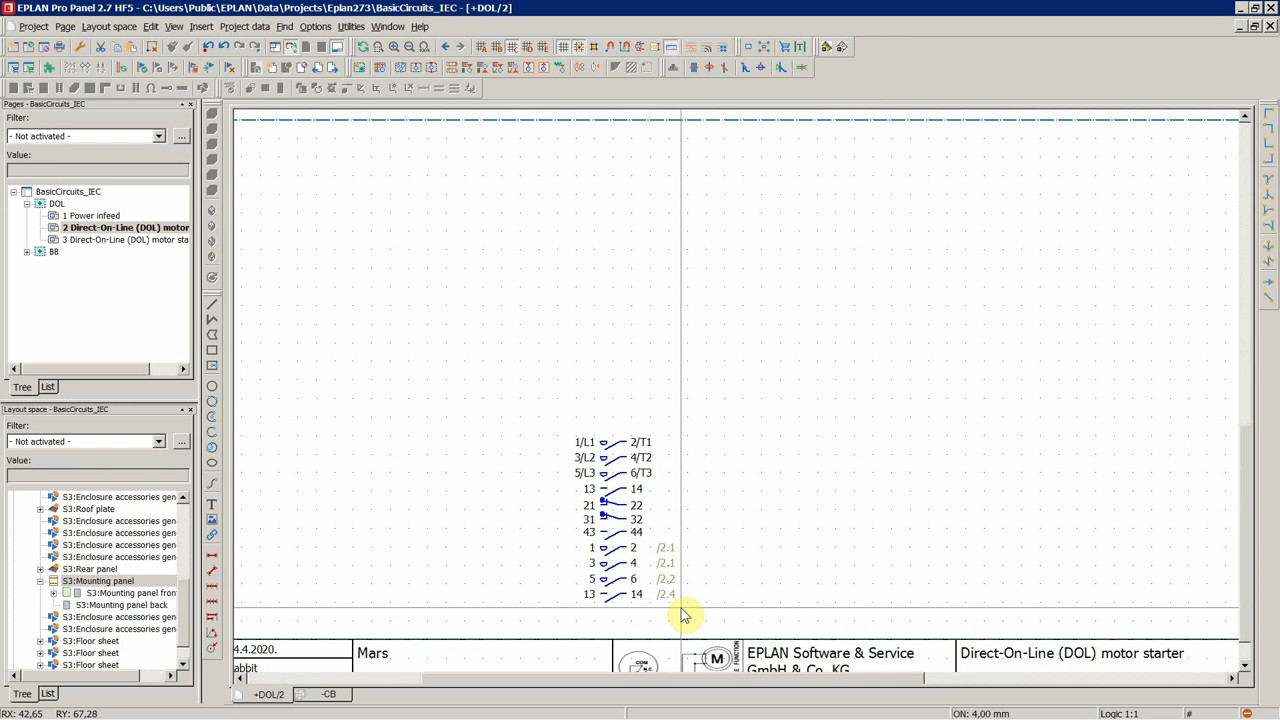 EPLAN Pro Panel 2.7 HF5 - C:\Users\Public\EPLAN\Data\Projects\Eplan273\BasicCircuits_IEC - [+DOL/2]
Project Page Layout space Edit View Insert Project data Find Options Utilities Window Help
Pages - BasicCircuits_IEC
Filter:
- Not activated -
...
Value:
BasicCircuits_IEC
DOL
1 Power infeed
2 Direct-On-Line (DOL) motor
3 Direct-On-Line (DOL) motor sta
BB
Tree List
Layout space - BasicCircuits_IEC
Filter:
- Not activated -
...
Value:
S3:Enclosure accessories gen
S3:Roof plate
S3:Enclosure accessories gen
S3:Enclosure accessories gen
S3:Enclosure accessories gen
S3:Enclosure accessories gen
S3:Rear panel
S3:Mounting panel
S3:Mounting panel fron
S3:Mounting panel back
S3:Enclosure accessories gen
S3:Enclosure accessories gen
S3:Floor sheet
S3:Floor sheet
S3:Floor sheet
Tree List
1/L1 2/T1
3/L2 4/T2
5/L3 6/T3
13 14
21 22
31 32
43 44
1 2 /2.1
3 4 /2.1
5 6 /2.2
13 14 /2.4
4.4.2020.
abbit
Mars
COM
M
E FUNCTION
EPLAN Software & Service
GmbH & Co. KG
Direct-On-Line (DOL) motor starter
+DOL/2 -CB
RX: 42,65 RY: 67,28 ON: 4,00 mm Logic 1:1 #